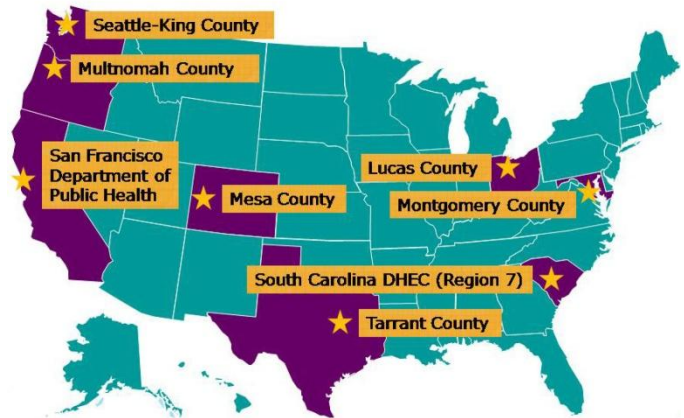 Seattle-King County
Multnomah County
San Francisco
Department of
Public Health
Mesa County
Lucas County
Montgomery County
South Carolina DHEC (Region 7)
Tarrant County